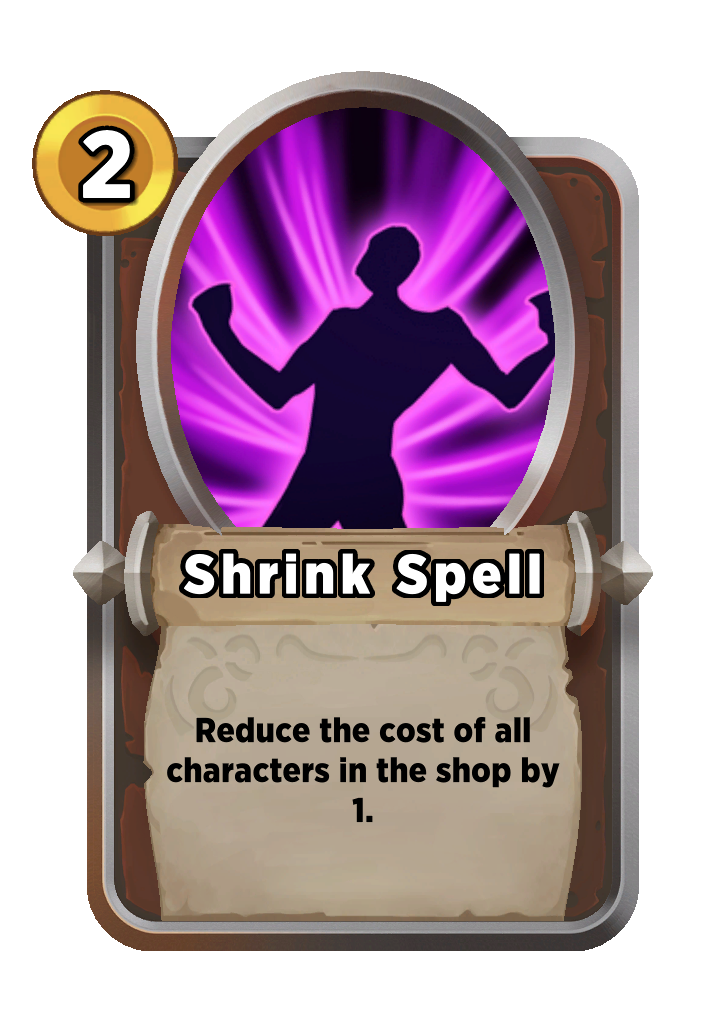 2
Shrink Spell
Reduce the cost of all
characters in the shop by
1.